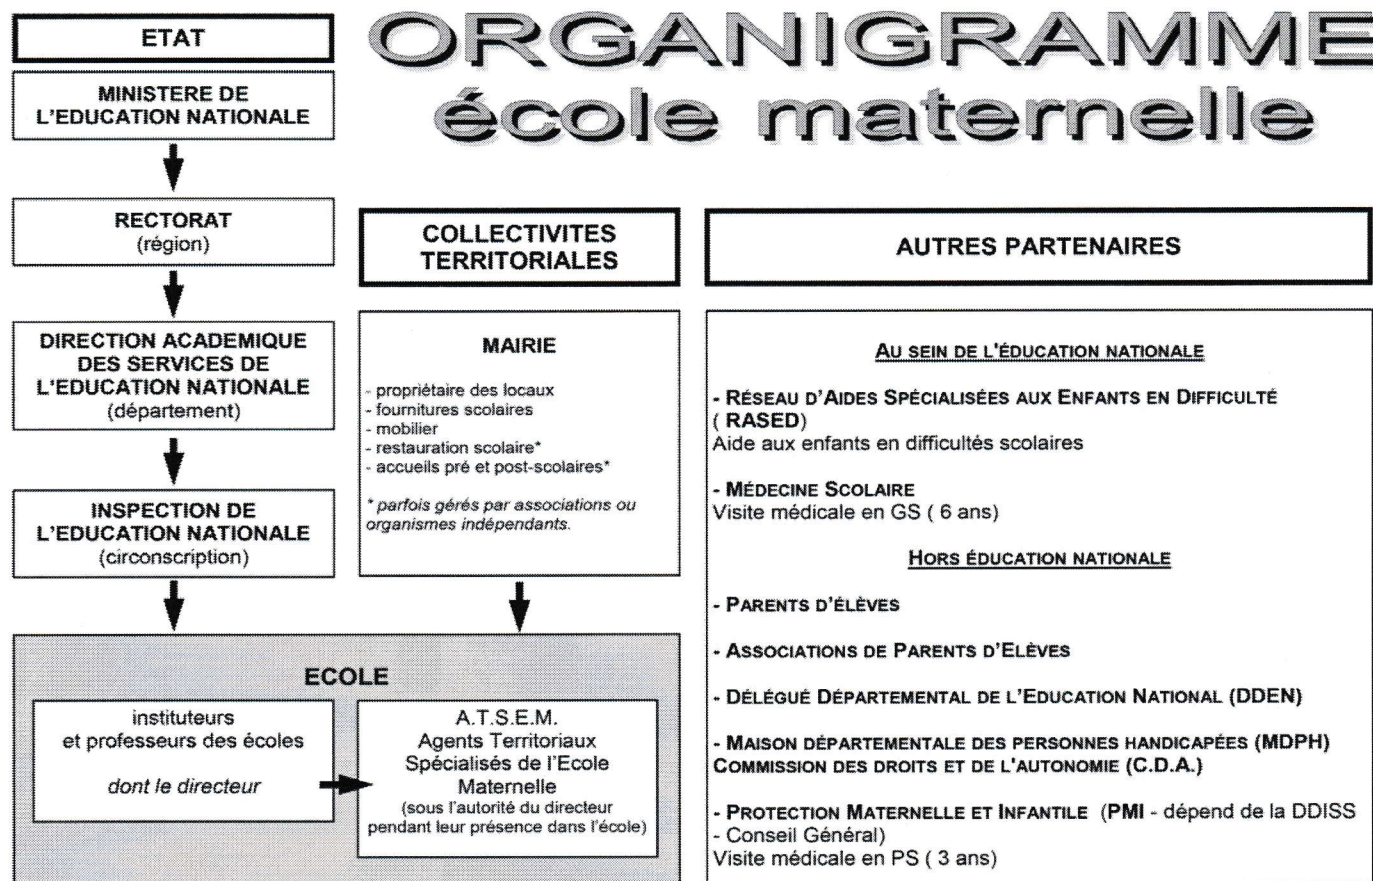 ORGANIGRAMME
école maternelle
ETAT
MINISTERE DE
L'EDUCATION NATIONALE
RECTORAT
(région)
DIRECTION ACADEMIQUE
DES SERVICES DE
L'EDUCATION NATIONALE
(département)
INSPECTION DE
L'EDUCATION NATIONALE
(circonscription)
COLLECTIVITES
TERRITORIALES
MAIRIE
- propriétaire des locaux
- fournitures scolaires
- mobilier
- restauration scolaire*
- accueils pré et post-scolaires*
* parfois gérés par associations ou
organismes indépendants.
ECOLE
instituteurs
et professeurs des écoles
dont le directeur
A.T.S.E.M.
Agents Territoriaux
Spécialisés de l'Ecole
Maternelle
(sous l'autorité du directeur
pendant leur présence dans l'école)
AUTRES PARTENAIRES
AU SEIN DE L'ÉDUCATION NATIONALE
- RÉSEAU D'AIDES SPÉCIALISÉES AUX ENFANTS EN DIFFICULTÉ
( RASED)
Aide aux enfants en difficultés scolaires
- MÉDECINE SCOLAIRE
Visite médicale en GS ( 6 ans)
HORS ÉDUCATION NATIONALE
- PARENTS D'ÉLÈVES
- ASSOCIATIONS DE PARENTS D'ELÈVES
- DÉLÉGUÉ DÉPARTEMENTAL DE L'EDUCATION NATIONAL (DDEN)
- MAISON DÉPARTEMENTALE DES PERSONNES HANDICAPÉES (MDPH)
COMMISSION DES DROITS ET DE L'AUTONOMIE (C.D.A.)
- PROTECTION MATERNELLE ET INFANTILE (PMI - dépend de la DDISS
- Conseil Général)
Visite médicale en PS ( 3 ans)